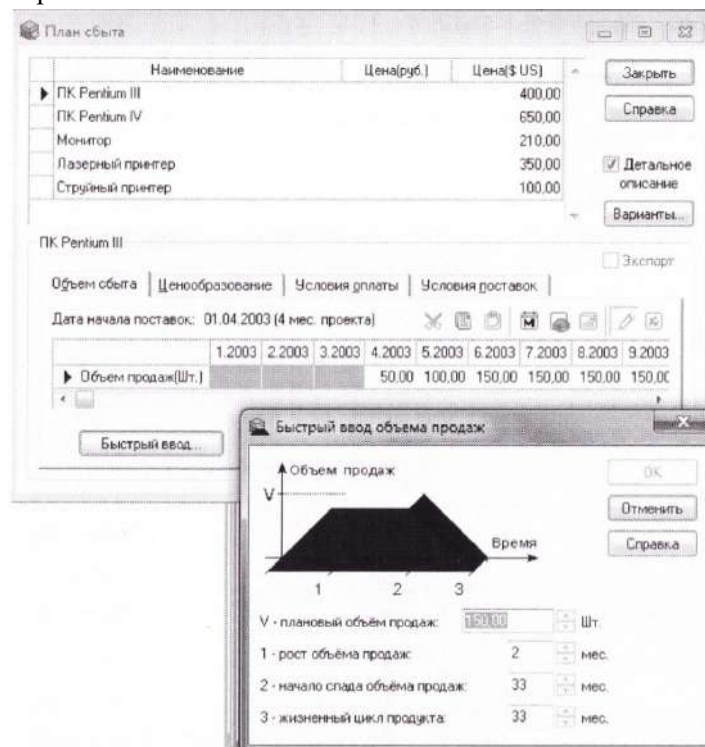 План сбыта
Наименование Цена(руб.) Цена($ US)
ПК Pentium III 400,00
ПК Pentium IV 650,00
Монитор 210,00
Лазерный принтер 350,00
Струйный принтер 100,00
Закрыть
Справка
Детальное
описание
Варианты...
ПК Pentium III
Экспорт
Объем сбыта Ценообразование Условия оплаты Условия поставок
Дата начала поставок: 01.04.2003 (4 мес. проекта)
1.2003 2.2003 3.2003 4.2003 5.2003 6.2003 7.2003 8.2003 9.2003
Объем продаж(Шт.) 50,00 100,00 150,00 150,00 150,00 150,0
Быстрый ввод...
Быстрый ввод объема продаж
Объем продаж
V
Время
1 2 3
OK
Отменить
Справка
V - плановый объём продаж: 150,00 Шт.
1 - рост объёма продаж: 2 мес.
2 - начало спада объёма продаж: 33 мес.
3 - жизненный цикл продукта: 33 мес.